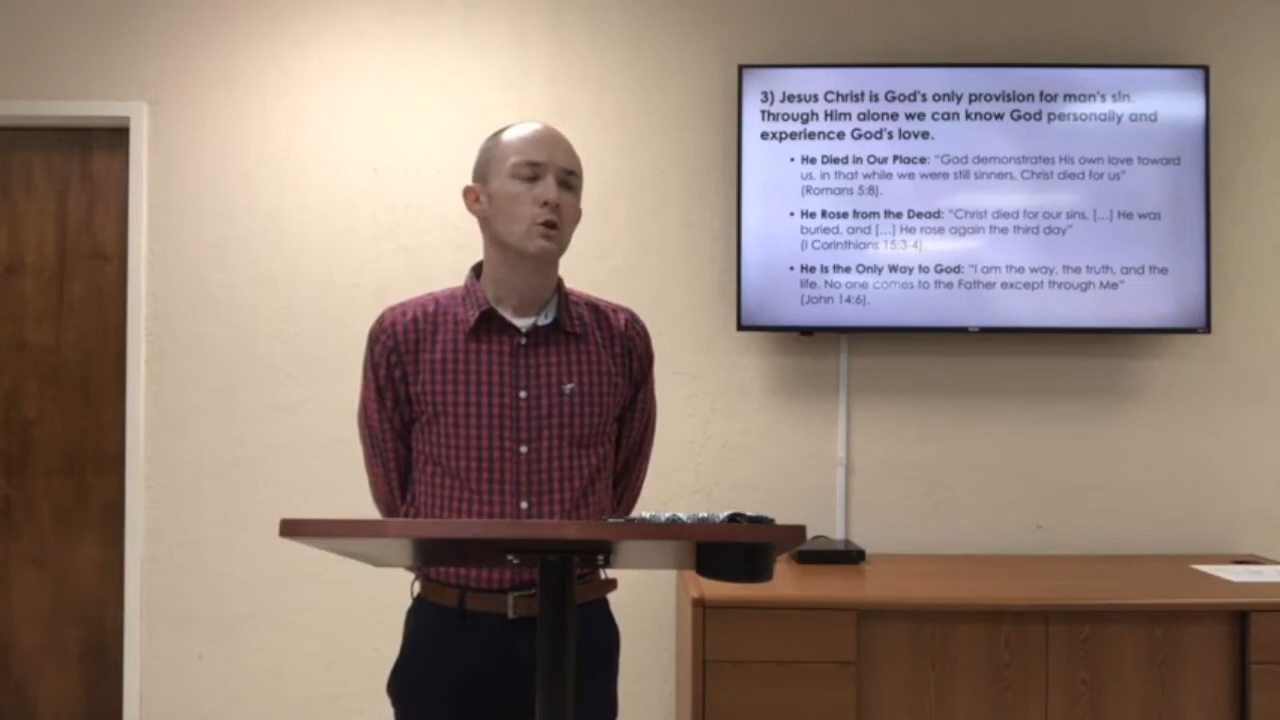 3) Jesus Christ is God's only provision for man's sin.
Through Him alone we can know God personally and
experience God's love.
• He Died in Our Place: "God demonstrates His own love toward
us, in that while we were still sinners, Christ died for us"
(Romans 5:8).
• He Rose from the Dead: "Christ died for our sins, [...] He was
buried, and [...] He rose again the third day"
(I Corinthians 15:3-4).
• He Is the Only Way to God: "I am the way, the truth, and the
life. No one comes to the Father except through Me"
(John 14:6).